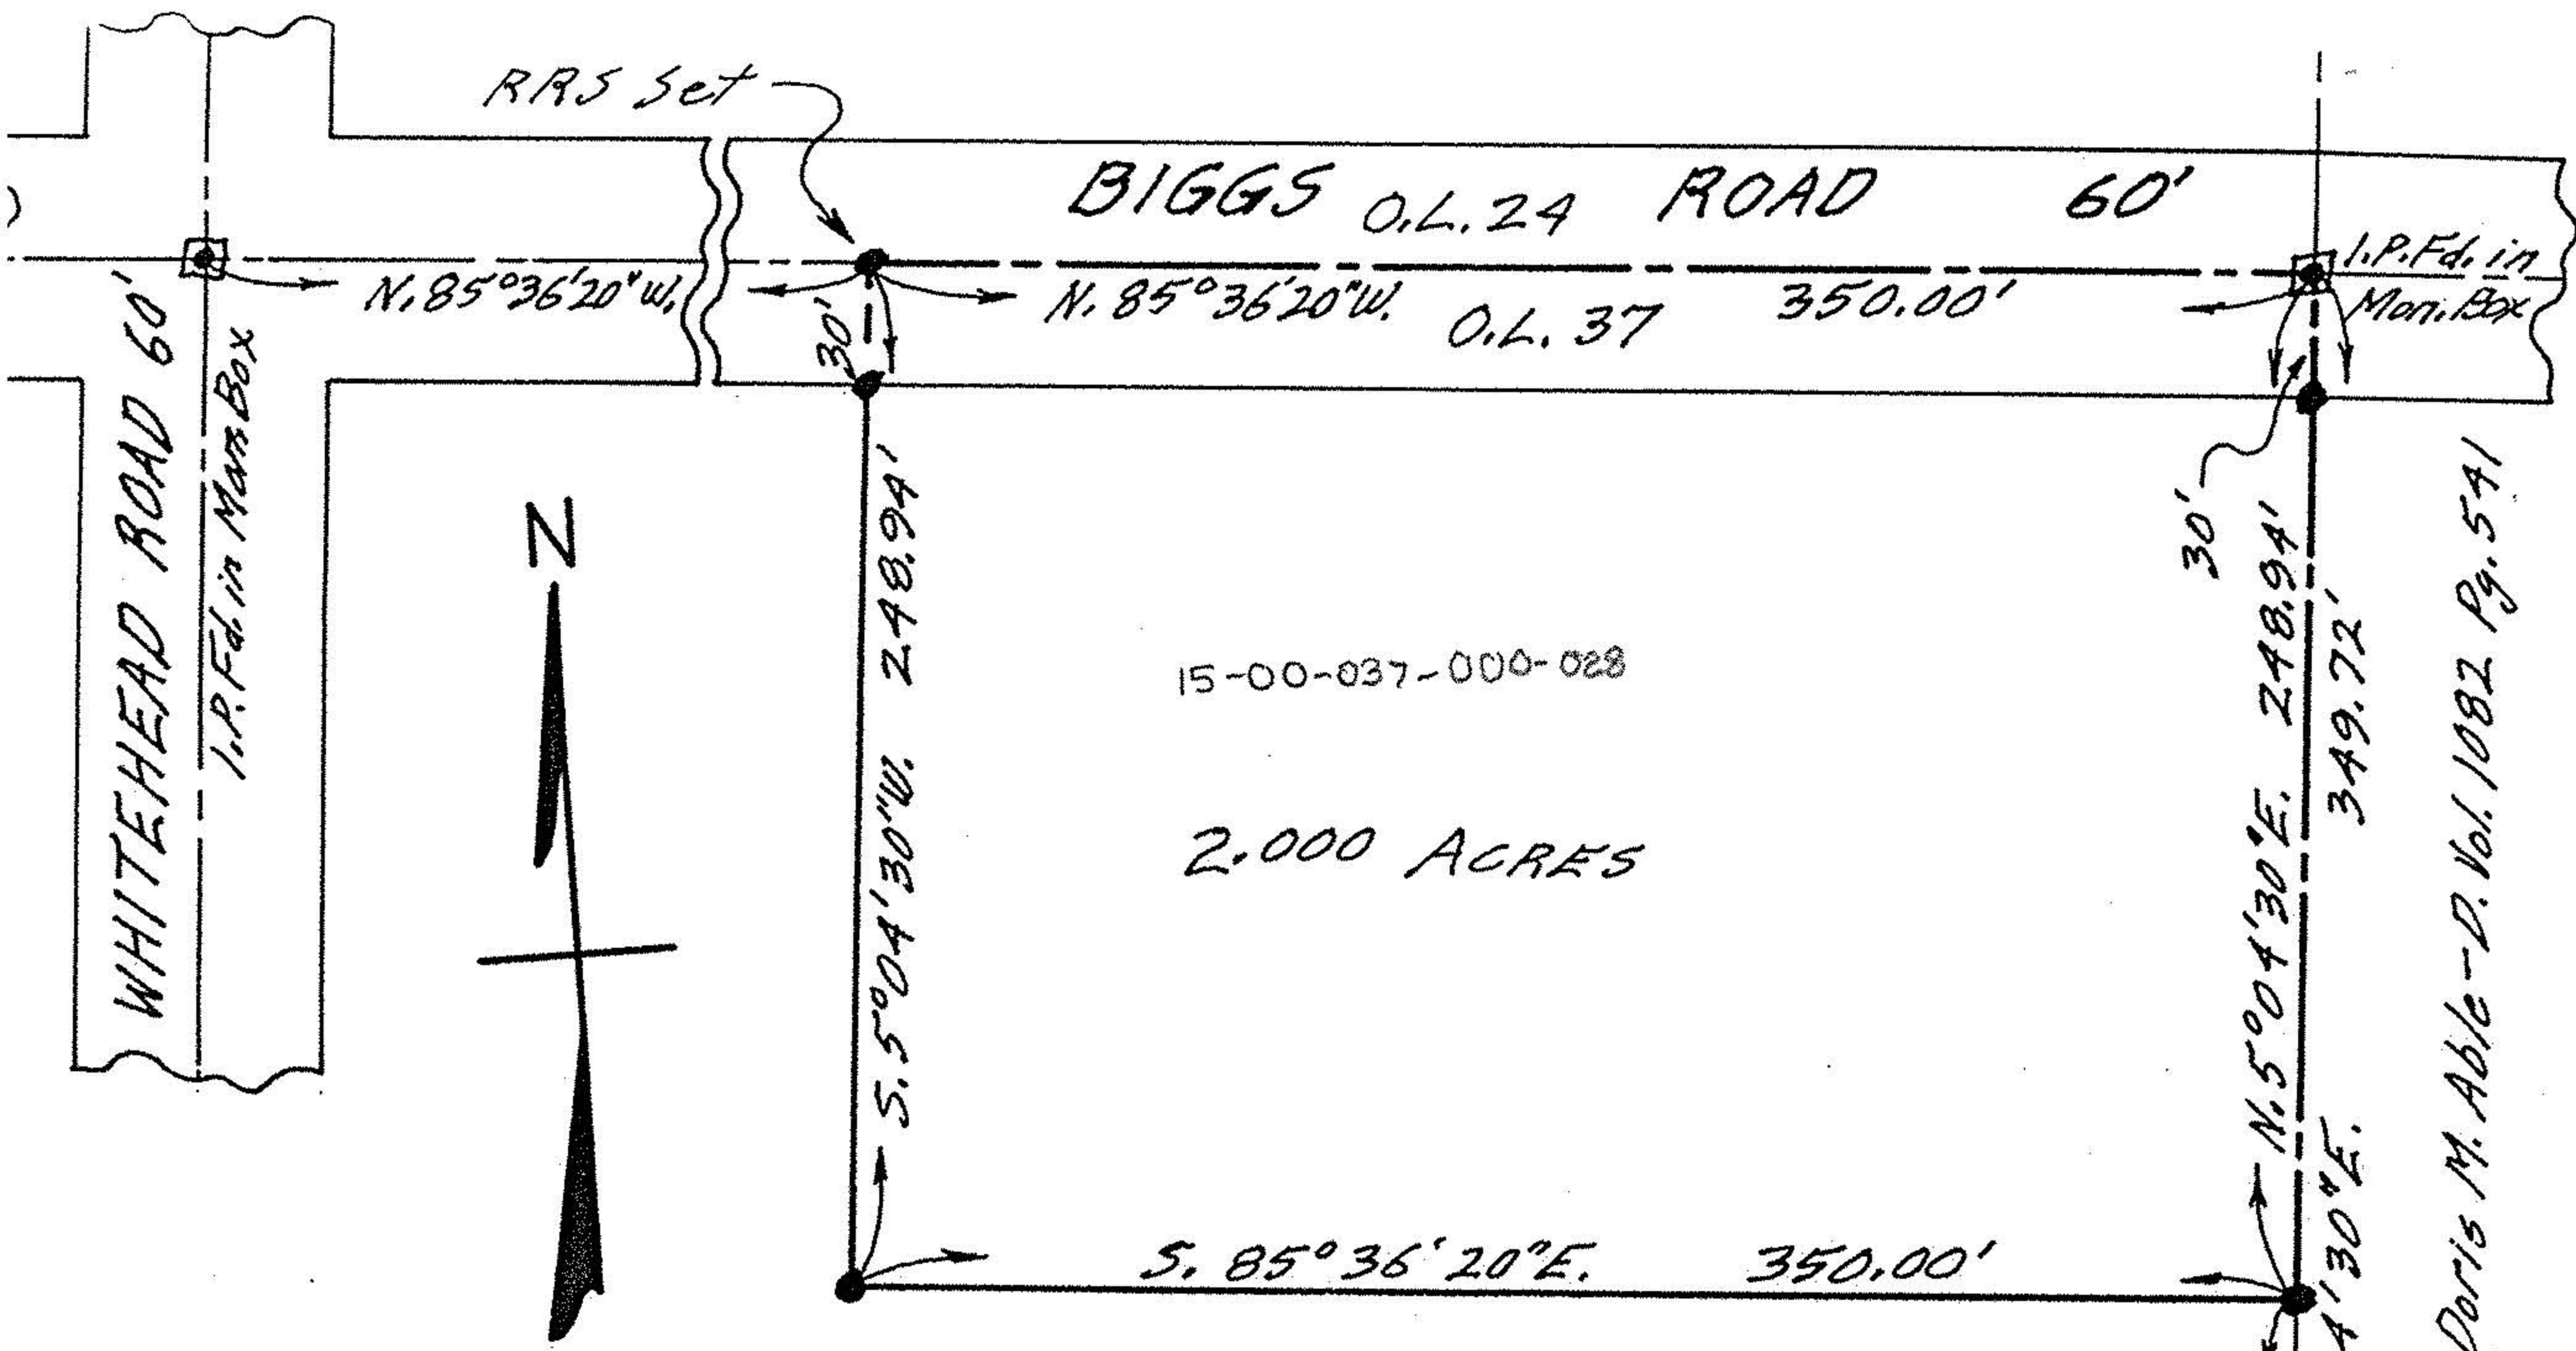 RRS Set
BIGGS O.L. 24 ROAD 60'
I.P. Fd. in
Mon. Box
N. 85°36'20" W.
N. 85°36'20" W. 350.00'
O.L. 37
30'
WHITEHEAD ROAD 60'
I.P. Fd. in Mon. Box
N
S. 5°04'30" W. 248.94'
15-00-037-000-028
2.000 ACRES
30'
N. 5°04'30" E. 248.94'
349.72'
4'30" E.
Doris M. Able - D. Vol. 1082 Pg. 541
S. 85°36'20" E. 350.00'